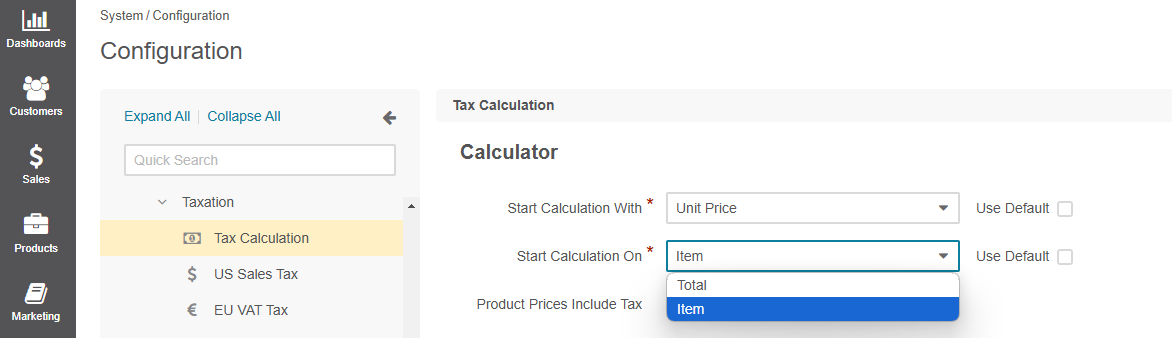 System / Configuration
Configuration
Dashboards
Customers
Sales
Products
Marketing
Expand All | Collapse All
Quick Search
Taxation
Tax Calculation
$ US Sales Tax
€ EU VAT Tax
Tax Calculation
Calculator
Start Calculation With * Unit Price Use Default
Start Calculation On * Item Use Default
Total
Item
Product Prices Include Tax